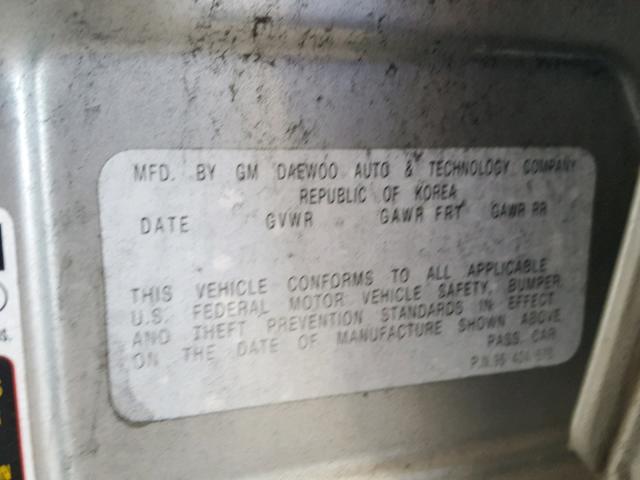 MFD. BY GM DAEWOO AUTO & TECHNOLOGY COMPANY
REPUBLIC OF KOREA
DATE GVWR GAWR FRT GAWR RR
THIS VEHICLE CONFORMS TO ALL APPLICABLE
U.S. FEDERAL MOTOR VEHICLE SAFETY, BUMPER,
AND THEFT PREVENTION STANDARDS IN EFFECT
ON THE DATE OF MANUFACTURE SHOWN ABOVE.
PASS. CAR
P.N.